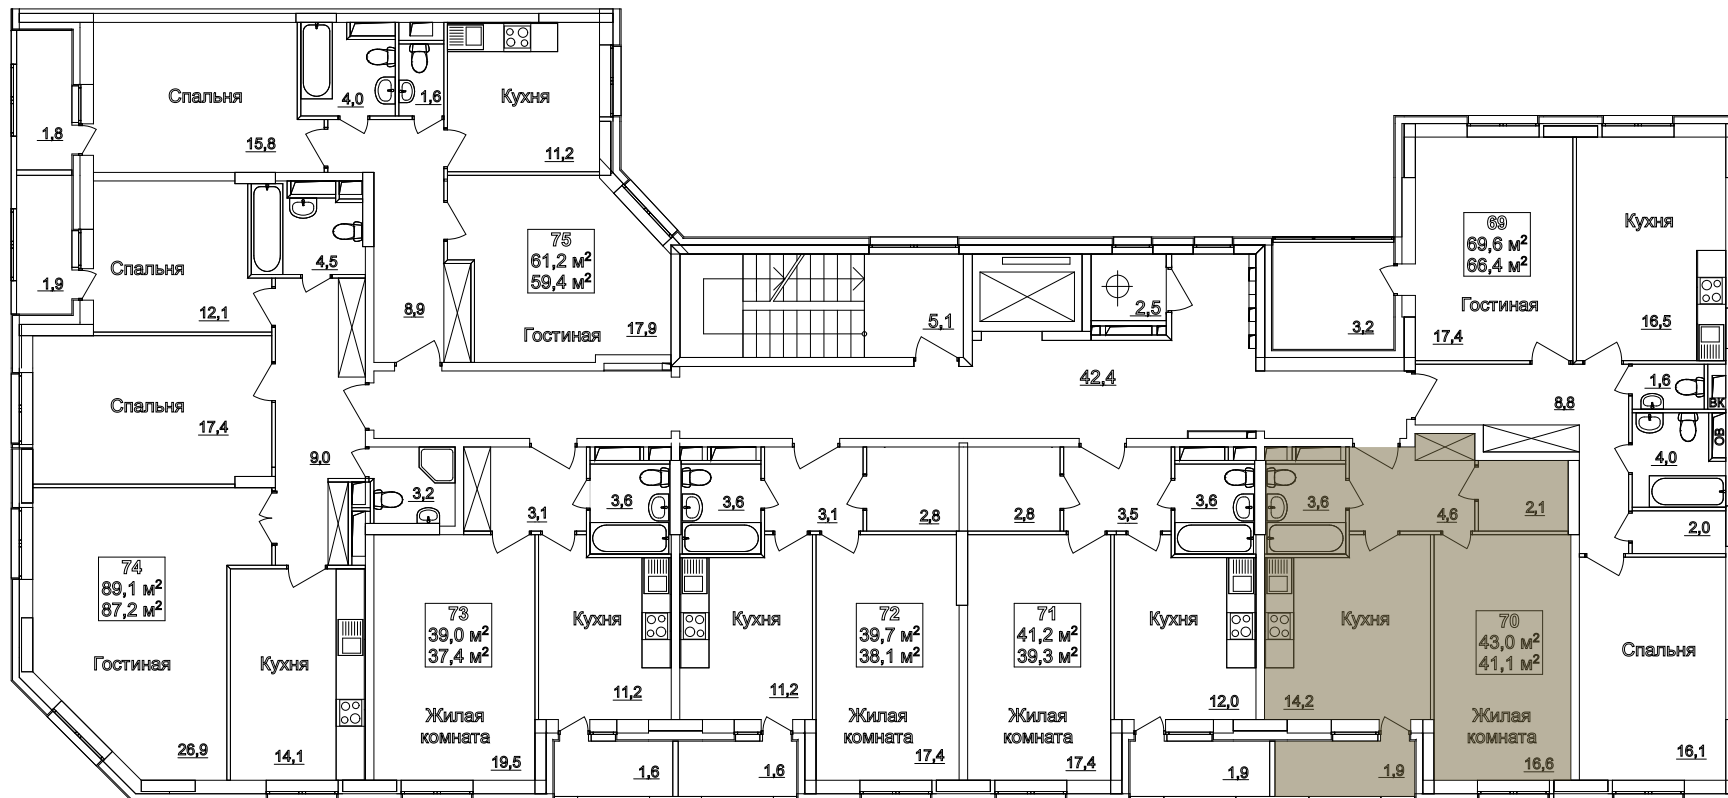 Спальня
4,0
1,6
Кухня
1,8
15,8
11,2
Спальня
4,5
1,9
12,1
8,9
75
61,2 м²
59,4 м²
Гостиная
17,9
5,1
2,5
3,2
69
69,6 м²
66,4 м²
Гостиная
17,4
Кухня
16,5
42,4
Спальня
17,4
9,0
8,8
1,6
ВК
ОВ
4,0
2,0
3,2
3,1
3,6
3,6
3,1
2,8
2,8
3,5
3,6
3,6
4,6
2,1
74
89,1 м²
87,2 м²
Гостиная
26,9
Кухня
14,1
73
39,0 м²
37,4 м²
Жилая
комната
19,5
Кухня
11,2
Кухня
11,2
72
39,7 м²
38,1 м²
Жилая
комната
17,4
71
41,2 м²
39,3 м²
Жилая
комната
17,4
Кухня
12,0
Кухня
14,2
70
43,0 м²
41,1 м²
Жилая
комната
16,6
Спальня
16,1
1,6
1,6
1,9
1,9